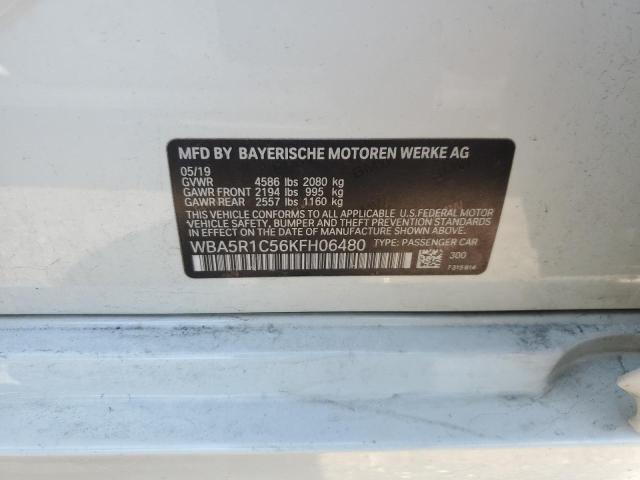 MFD BY BAYERISCHE MOTOREN WERKE AG
05/19
GVWR 4586 lbs 2080 kg
GAWR FRONT 2194 lbs 995 kg
GAWR REAR 2557 lbs 1160 kg
THIS VEHICLE CONFORMS TO ALL APPLICABLE U.S. FEDERAL MOTOR
VEHICLE SAFETY, BUMPER AND THEFT PREVENTION STANDARDS
IN EFFECT ON THE DATE OF MANUFACTURE SHOWN ABOVE.
WBA5R1C56KFH06480 TYPE: PASSENGER CAR
300